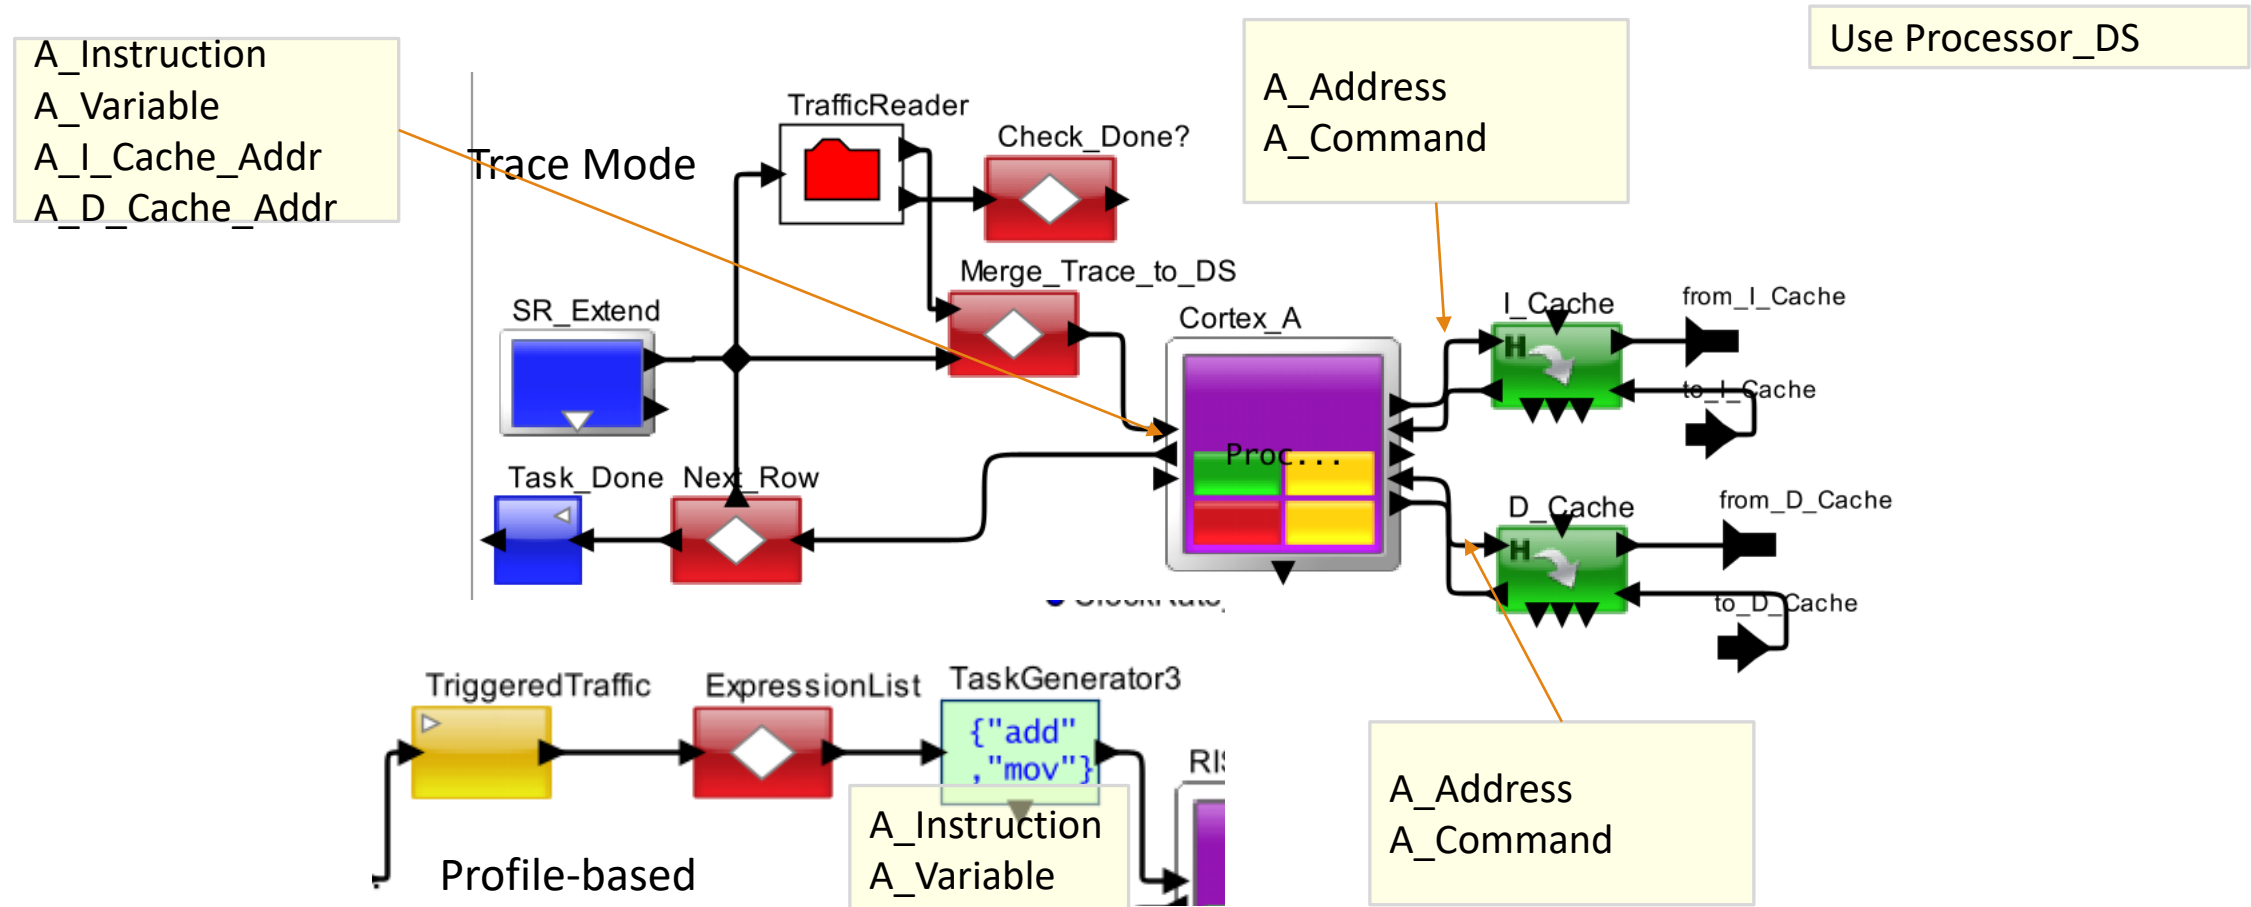 Use Processor_DS
A_Instruction
A_Variable
A_I_Cache_Addr
A_D_Cache_Addr
A_Address
A_Command
Trace Mode
TrafficReader
Check_Done?
Merge_Trace_to_DS
SR_Extend
Cortex_A
Proc...
I_Cache
H
from_I_Cache
to_I_Cache
Task_Done
Next_Row
D_Cache
H
from_D_Cache
to_D_Cache
TriggeredTraffic
ExpressionList
TaskGenerator3
{"add"
,"mov"}
A_Instruction
A_Variable
Profile-based
A_Address
A_Command